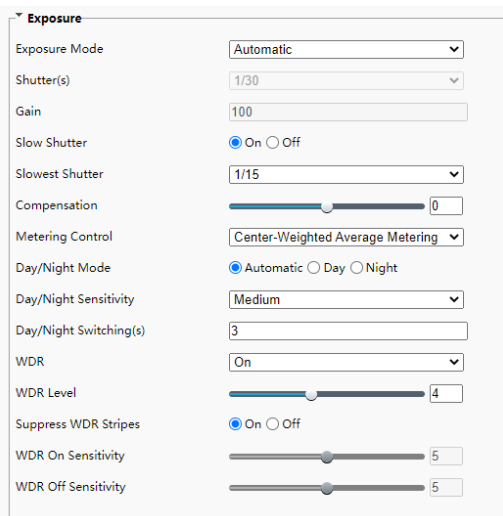 Exposure
Exposure Mode Automatic
Shutter(s) 1/30
Gain 100
Slow Shutter On Off
Slowest Shutter 1/15
Compensation 0
Metering Control Center-Weighted Average Metering
Day/Night Mode Automatic Day Night
Day/Night Sensitivity Medium
Day/Night Switching(s) 3
WDR On
WDR Level 4
Suppress WDR Stripes On Off
WDR On Sensitivity 5
WDR Off Sensitivity 5